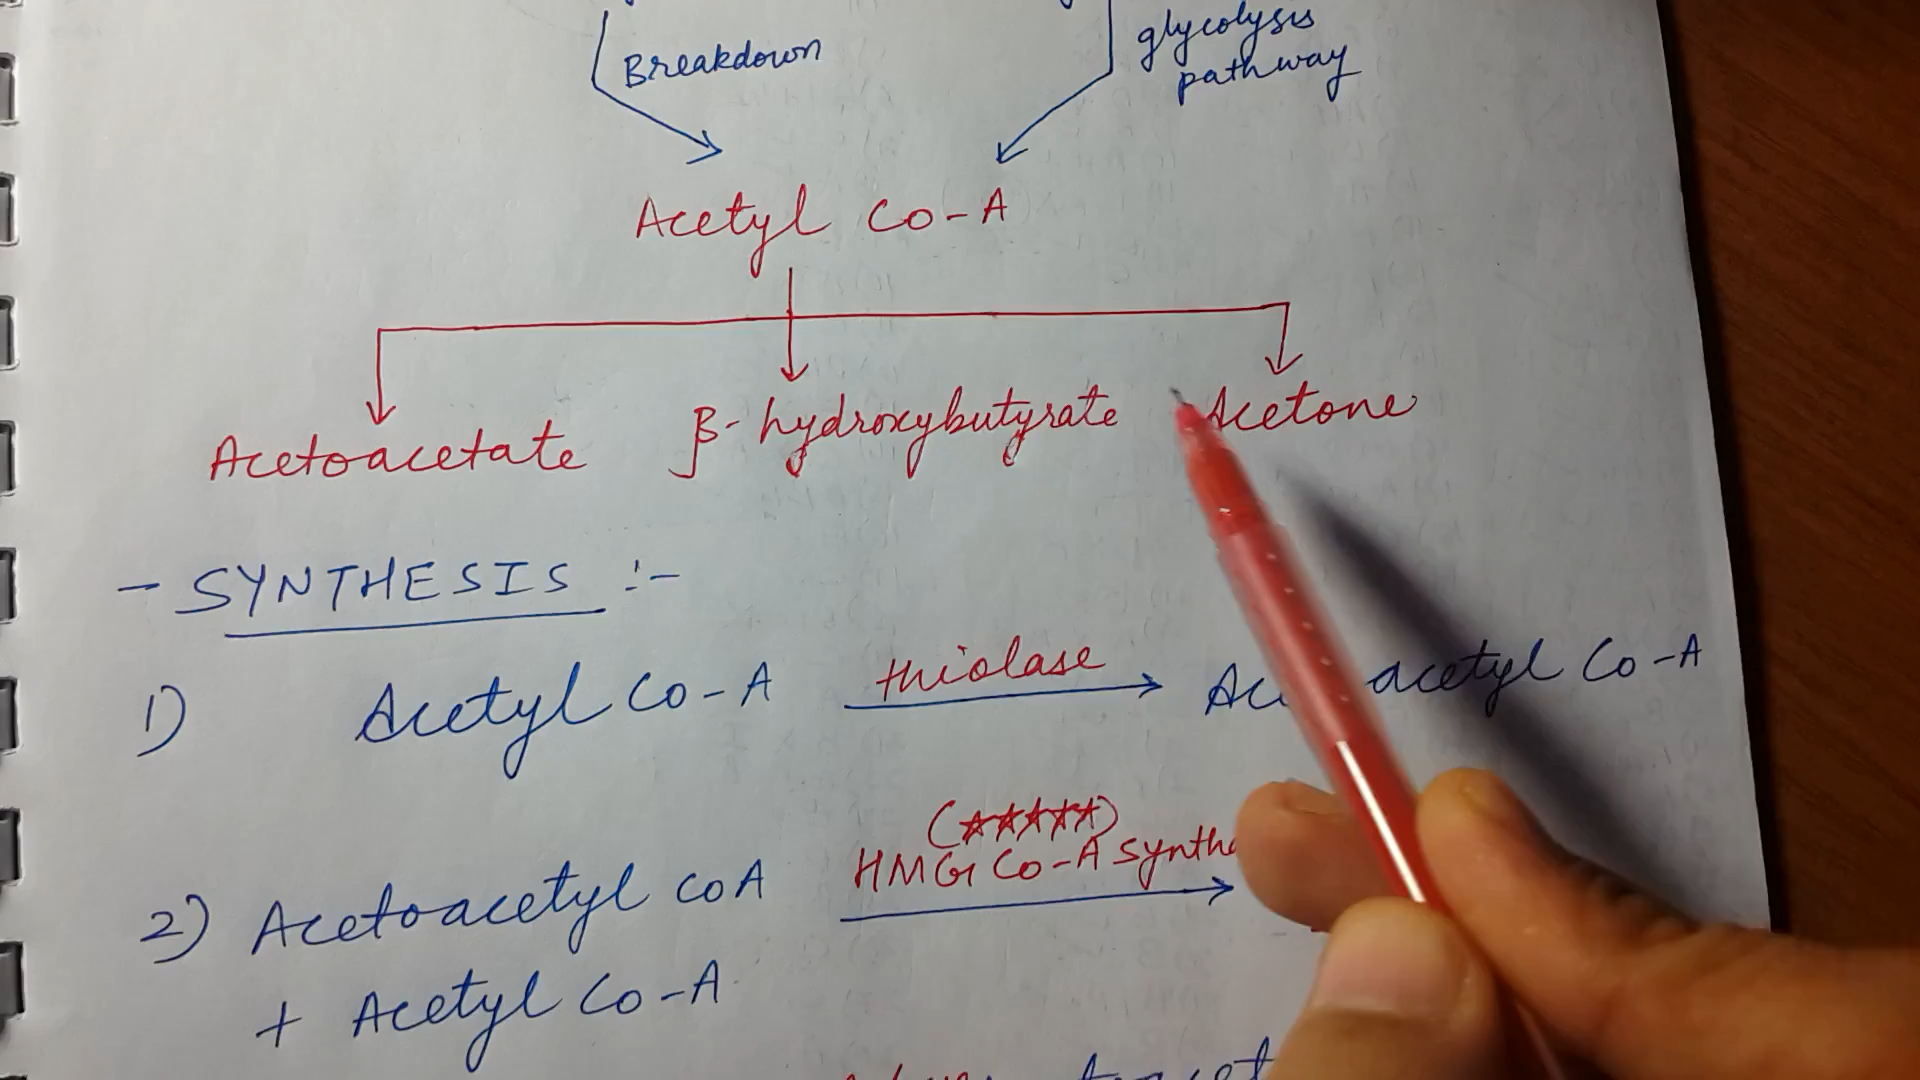 Breakdown
glycolysis
pathway
Acetyl Co-A
Acetoacetate β-hydroxybutyrate Acetone
- SYNTHESIS :-
1) Acetyl Co-A thiolase acetyl Co-A
(☆☆☆☆☆)
2) Acetoacetyl CoA HMG Co-A
+ Acetyl Co-A